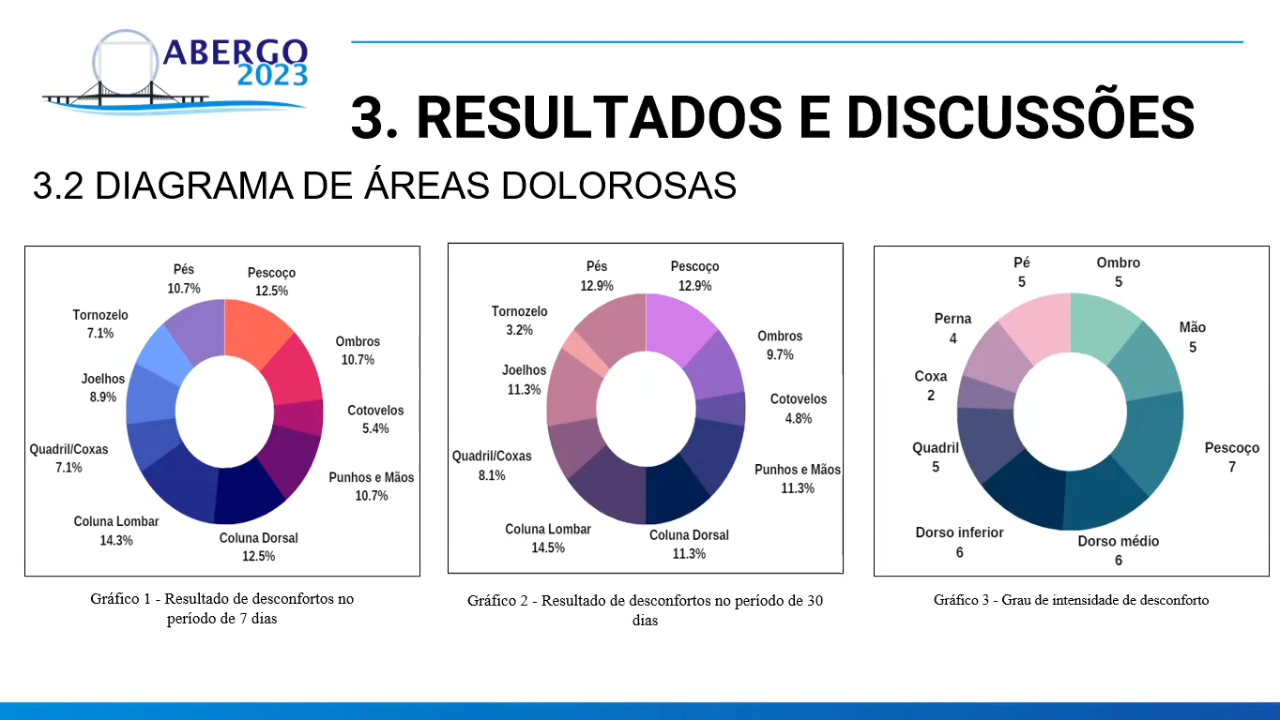 ABERGO
2023
3. RESULTADOS E DISCUSSÕES
3.2 DIAGRAMA DE ÁREAS DOLOROSAS
Pés
10.7%
Pescoço
12.5%
Tornozelo
7.1%
Ombros
10.7%
Joelhos
8.9%
Cotovelos
5.4%
Quadril/Coxas
7.1%
Punhos e Mãos
10.7%
Coluna Lombar
14.3%
Coluna Dorsal
12.5%
Gráfico 1 - Resultado de desconfortos no
período de 7 dias
Pés
12.9%
Pescoço
12.9%
Tornozelo
3.2%
Ombros
9.7%
Joelhos
11.3%
Cotovelos
4.8%
Quadril/Coxas
8.1%
Punhos e Mãos
11.3%
Coluna Lombar
14.5%
Coluna Dorsal
11.3%
Gráfico 2 - Resultado de desconfortos no período de 30
dias
Pé
5
Ombro
5
Perna
4
Mão
5
Coxa
2
Quadril
5
Pescoço
7
Dorso inferior
6
Dorso médio
6
Gráfico 3 - Grau de intensidade de desconforto